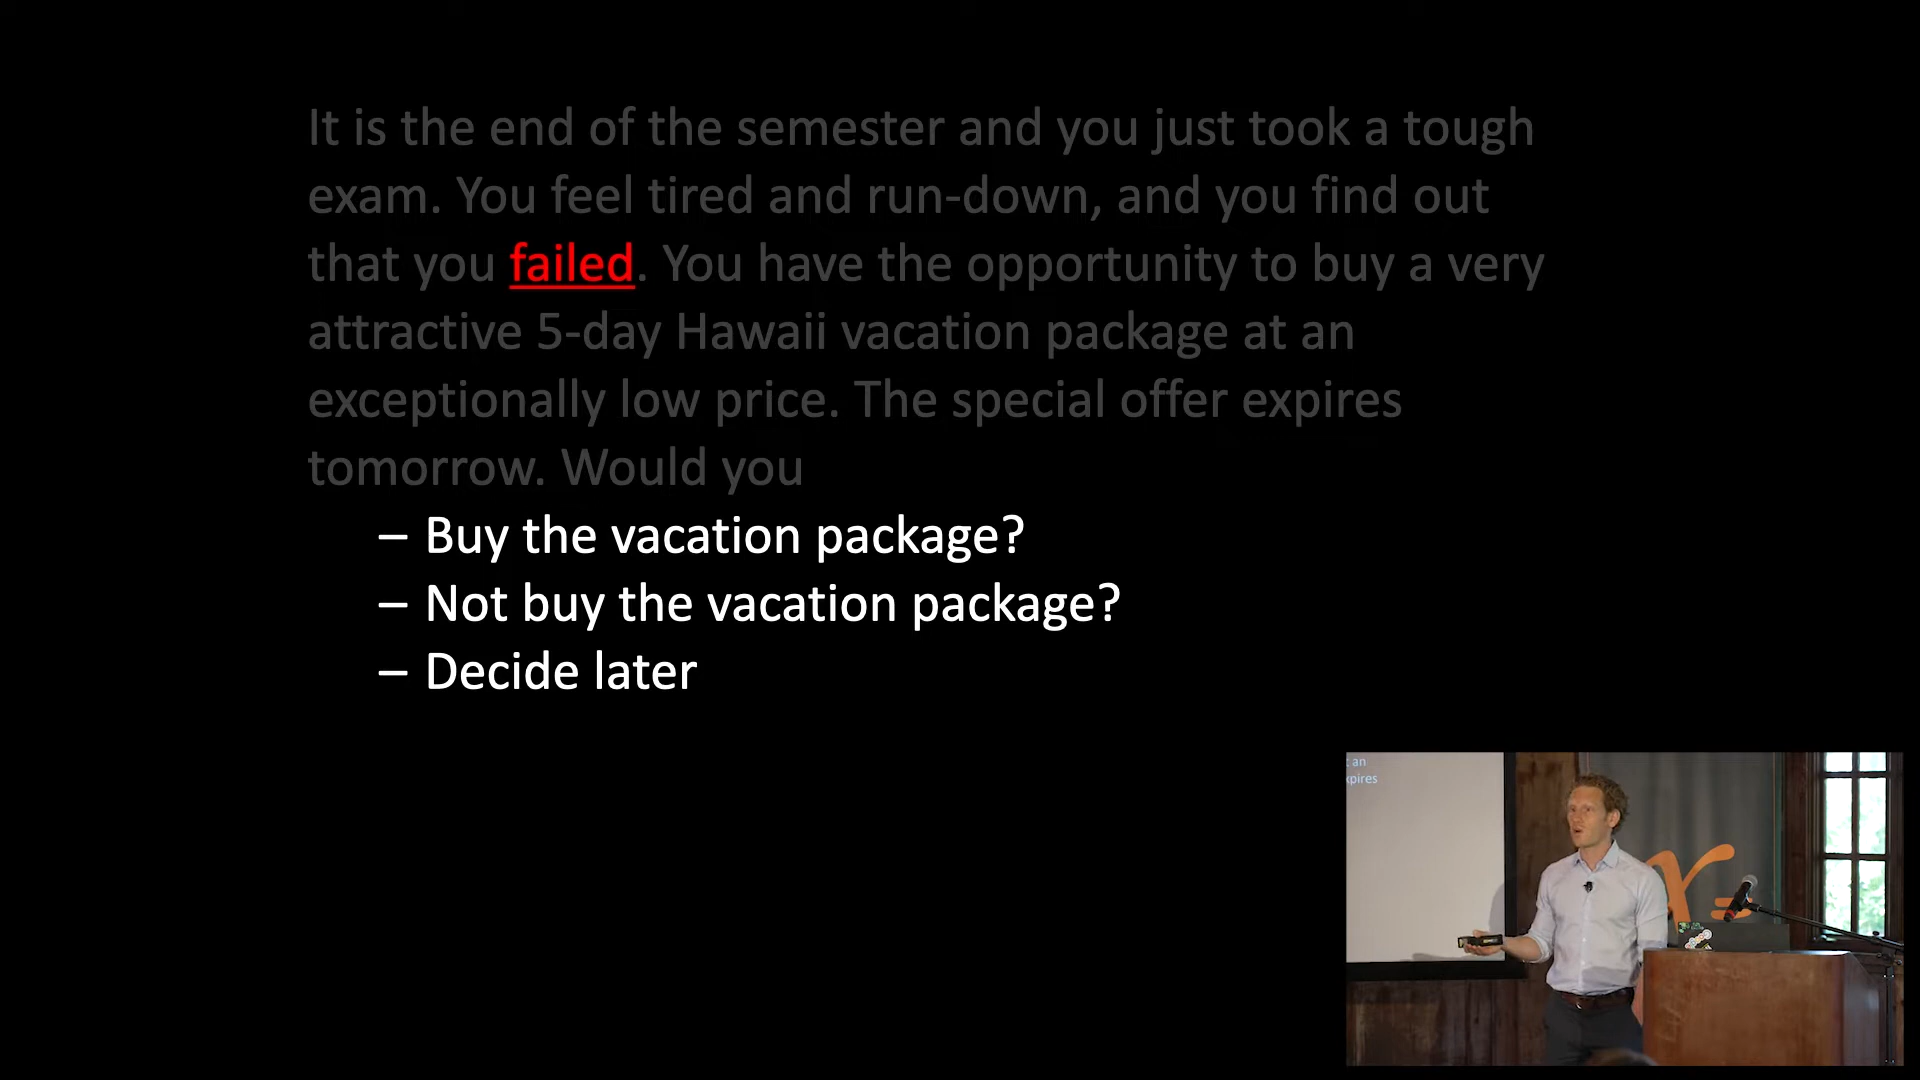 It is the end of the semester and you just took a tough
exam. You feel tired and run-down, and you find out
that you failed. You have the opportunity to buy a very
attractive 5-day Hawaii vacation package at an
exceptionally low price. The special offer expires
tomorrow. Would you
– Buy the vacation package?
– Not buy the vacation package?
– Decide later
an
xpires